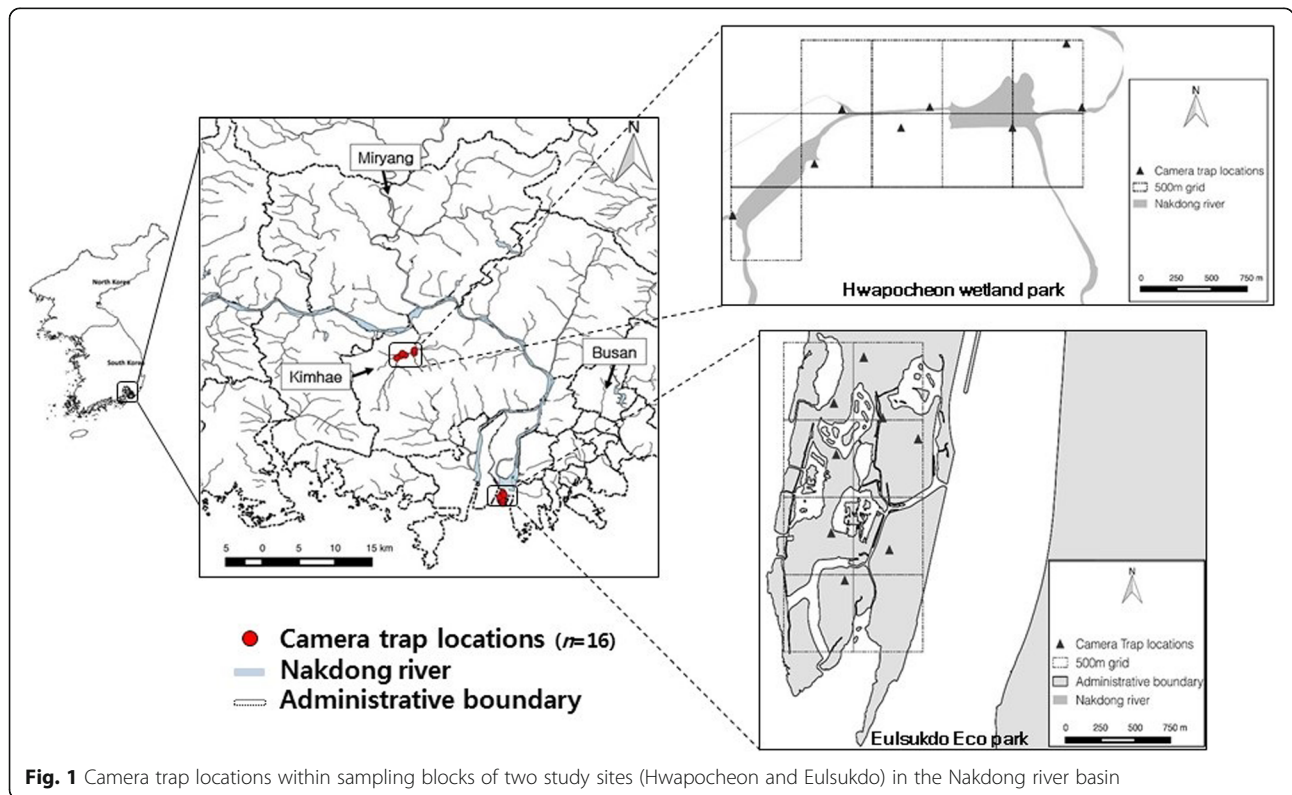 North Korea
South Korea
N
Miryang
Kimhae
Busan
5 0 5 10 15 km
Camera trap locations (n=16)
Nakdong river
Administrative boundary
N
Camera trap locations
500m grid
Nakdong river
0 250 500 750 m
Hwapocheon wetland park
N
Camera Trap Locations
500m grid
Administrative boundary
Nakdong river
0 250 500 750 m
Eulsukdo Eco park
Fig. 1 Camera trap locations within sampling blocks of two study sites (Hwapocheon and Eulsukdo) in the Nakdong river basin